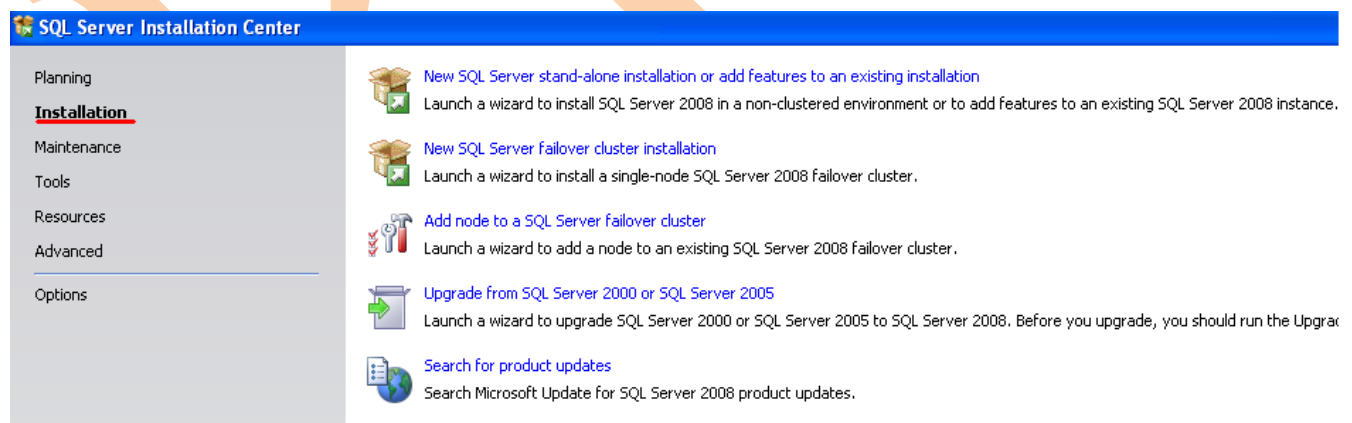 SQL Server Installation Center
Planning
Installation
Maintenance
Tools
Resources
Advanced
Options
New SQL Server stand-alone installation or add features to an existing installation
Launch a wizard to install SQL Server 2008 in a non-clustered environment or to add features to an existing SQL Server 2008 instance.
New SQL Server failover cluster installation
Launch a wizard to install a single-node SQL Server 2008 failover cluster.
Add node to a SQL Server failover cluster
Launch a wizard to add a node to an existing SQL Server 2008 failover cluster.
Upgrade from SQL Server 2000 or SQL Server 2005
Launch a wizard to upgrade SQL Server 2000 or SQL Server 2005 to SQL Server 2008. Before you upgrade, you should run the
Search for product updates
Search Microsoft Update for SQL Server 2008 product updates.